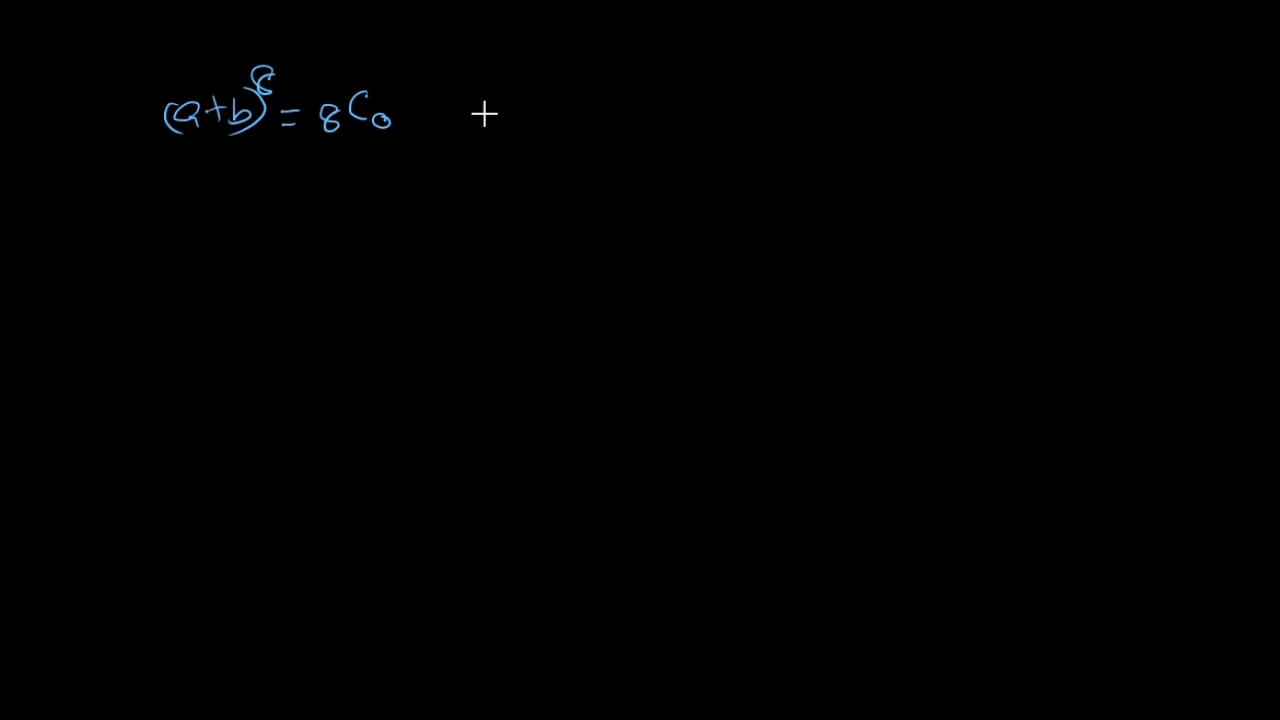 (a+b)⁸ = 8C₀ +